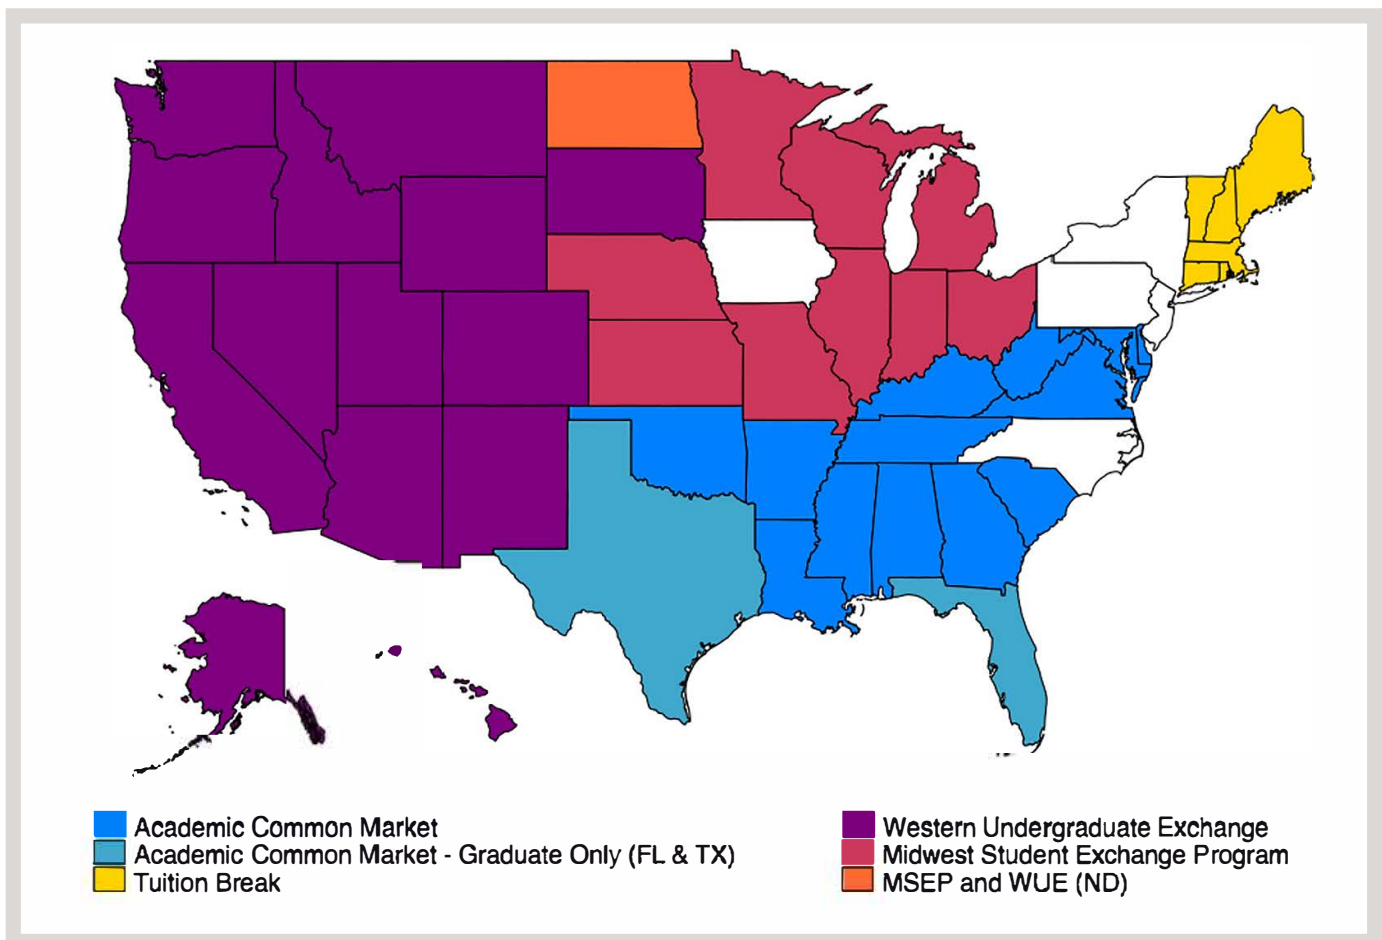 Academic Common Market
Academic Common Market - Graduate Only (FL & TX)
Tuition Break
Western Undergraduate Exchange
Midwest Student Exchange Program
MSEP and WUE (ND)